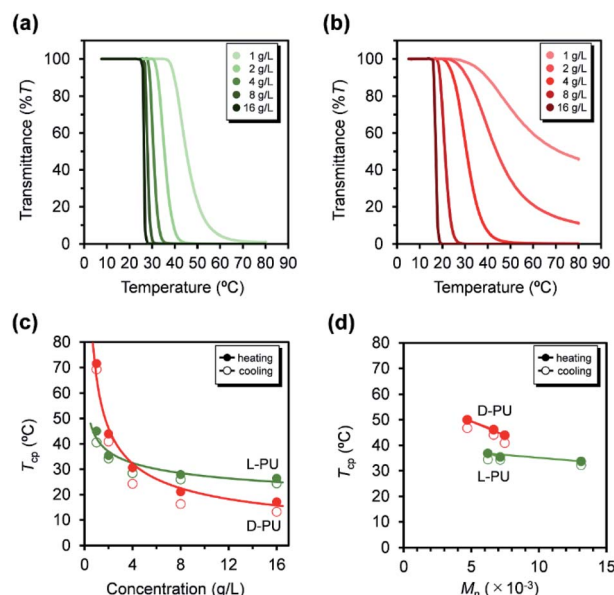 (a)
Transmittance (%T)
100
80
60
40
20
0
0 10 20 30 40 50 60 70 80 90
Temperature (ºC)
1 g/L
2 g/L
4 g/L
8 g/L
16 g/L
(b)
Transmittance (%T)
100
80
60
40
20
0
0 10 20 30 40 50 60 70 80 90
Temperature (ºC)
1 g/L
2 g/L
4 g/L
8 g/L
16 g/L
(c)
Tcp (ºC)
80
70
60
50
40
30
20
10
0
0 4 8 12 16
Concentration (g/L)
heating
cooling
L-PU
D-PU
(d)
Tcp (ºC)
80
70
60
50
40
30
20
10
0
0 5 10 15
Mn (× 10-3)
heating
cooling
D-PU
L-PU